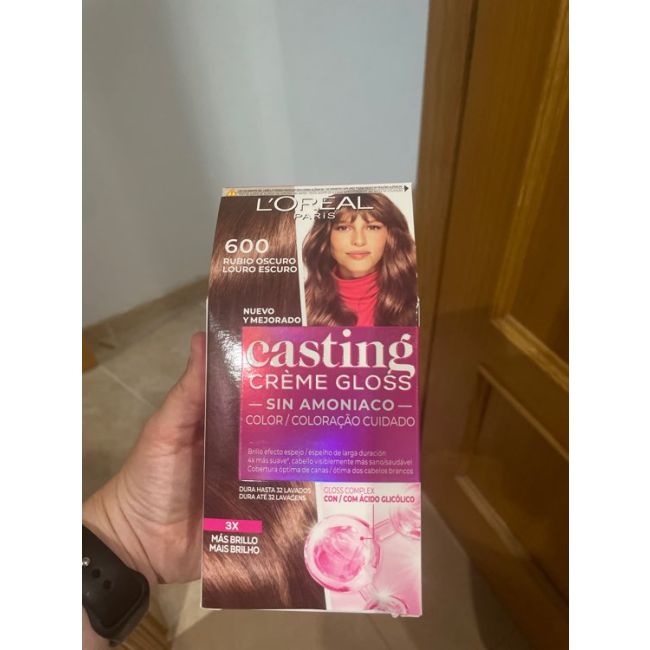 L'ORÉAL
PARIS
600
RUBIO OSCURO
LOURO ESCURO
NUEVO
Y MEJORADO
casting
CRÈME GLOSS
— SIN AMONIACO —
COLOR / COLORAÇÃO CUIDADO
Brillo efecto espejo / espelho de larga duración
4x más suave*, cabello visiblemente más sano/saudável
Cobertura óptima de canas / ótima dos cabelos brancos
DURA HASTA 32 LAVADOS
DURA ATÉ 32 LAVAGENS
GLOSS COMPLEX
CON / COM ÁCIDO GLICÓLICO
3X
MÁS BRILLO
MAIS BRILHO